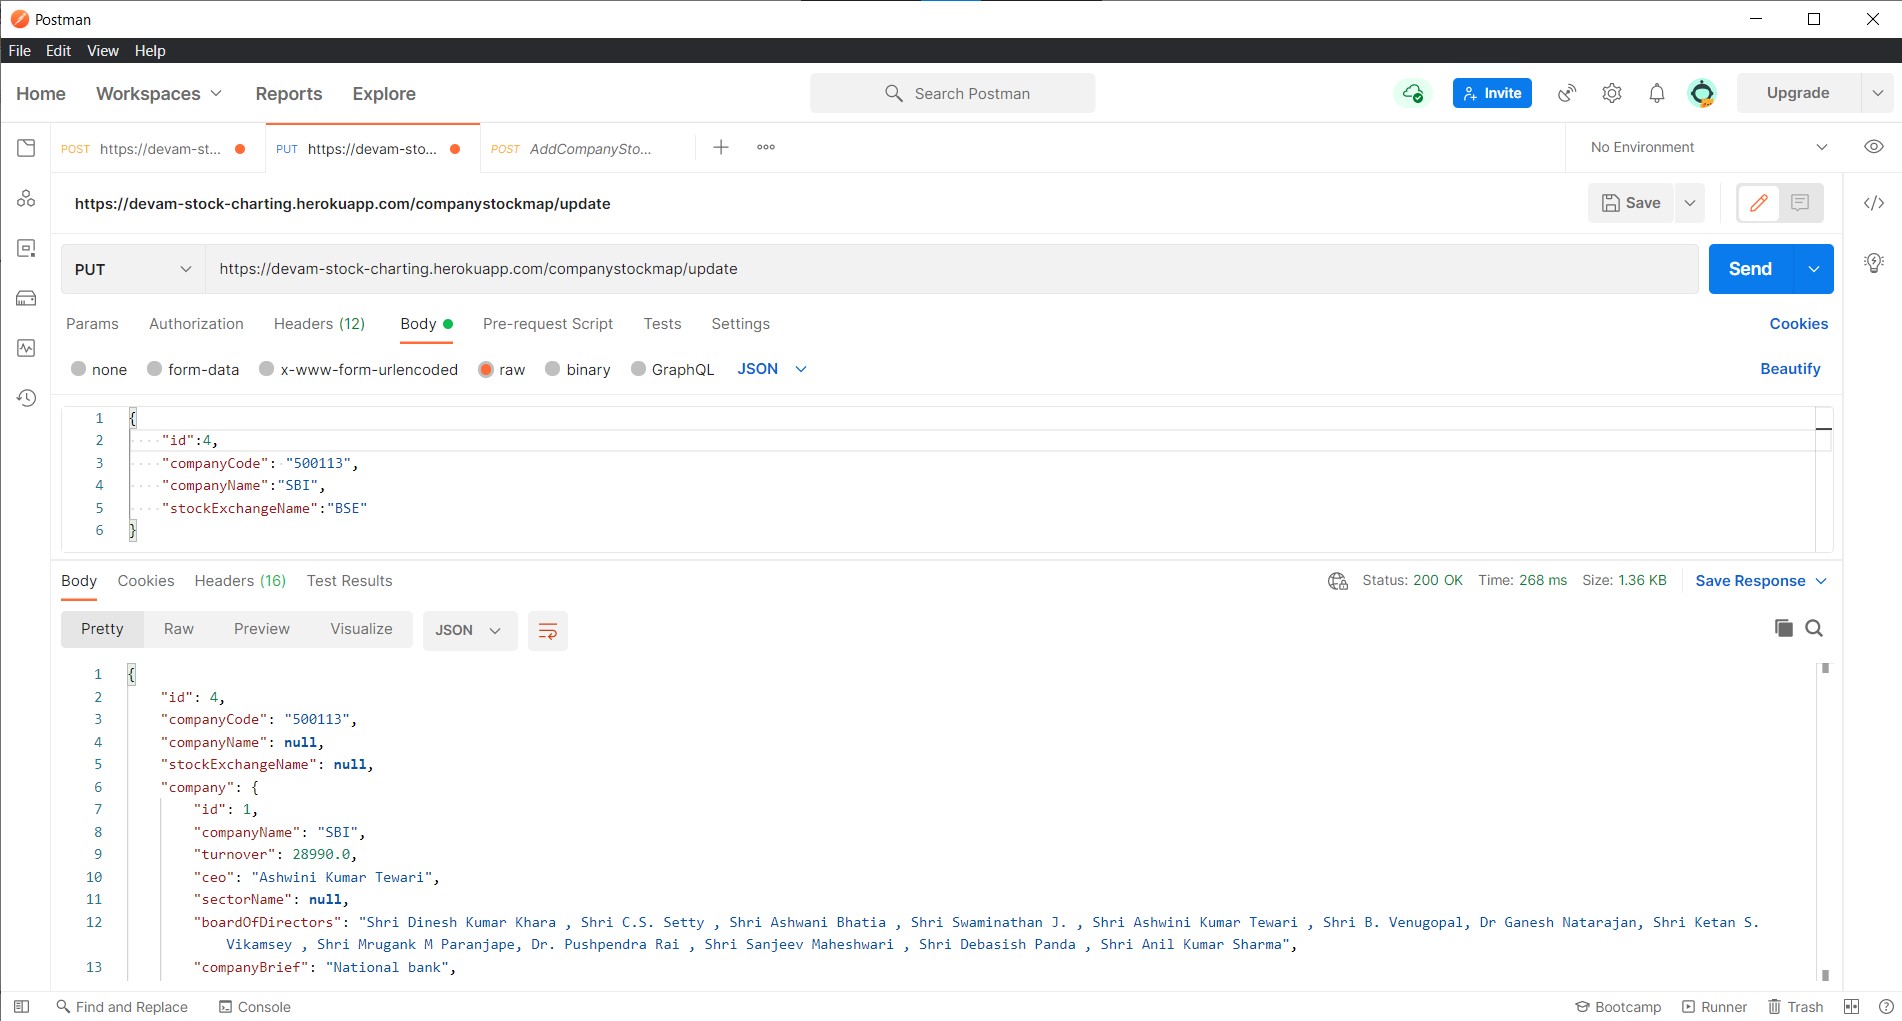 Postman
File Edit View Help
Home Workspaces Reports Explore Search Postman Invite Upgrade
POST https://devam-st... PUT https://devam-sto... POST AddCompanySto... No Environment
https://devam-stock-charting.herokuapp.com/companystockmap/update Save
PUT https://devam-stock-charting.herokuapp.com/companystockmap/update Send
Params Authorization Headers (12) Body Pre-request Script Tests Settings Cookies
none form-data x-www-form-urlencoded raw binary GraphQL JSON Beautify
1 {
2 "id":4,
3 "companyCode": "500113",
4 "companyName":"SBI",
5 "stockExchangeName":"BSE"
6 }
Body Cookies Headers (16) Test Results Status: 200 OK Time: 268 ms Size: 1.36 KB Save Response
Pretty Raw Preview Visualize JSON
1 {
2 "id": 4,
3 "companyCode": "500113",
4 "companyName": null,
5 "stockExchangeName": null,
6 "company": {
7 "id": 1,
8 "companyName": "SBI",
9 "turnover": 28990.0,
10 "ceo": "Ashwini Kumar Tewari",
11 "sectorName": null,
12 "boardOfDirectors": "Shri Dinesh Kumar Khara , Shri C.S. Setty , Shri Ashwani Bhatia , Shri Swaminathan J. , Shri Ashwini Kumar Tewari , Shri B. Venugopal, Dr Ganesh Natarajan, Shri Ketan S.
Vikamsey , Shri Mrugank M Paranjape, Dr. Pushpendra Rai , Shri Sanjeev Maheshwari , Shri Debasish Panda , Shri Anil Kumar Sharma",
13 "companyBrief": "National bank",
Find and Replace Console Bootcamp Runner Trash